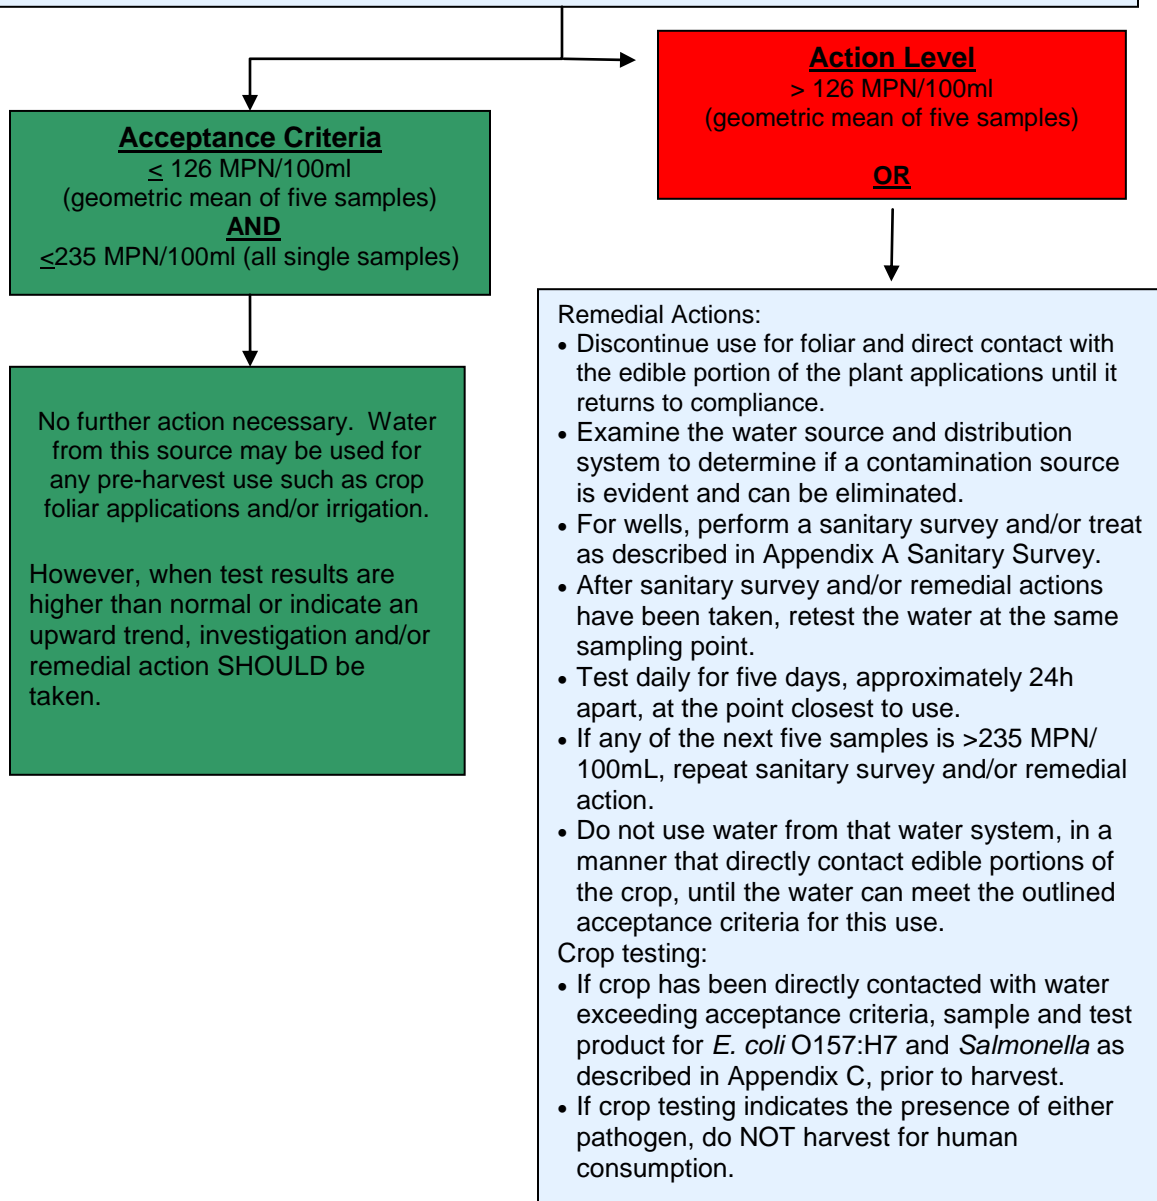 Action Level
> 126 MPN/100ml
(geometric mean of five samples)
OR
Acceptance Criteria
≤ 126 MPN/100ml
(geometric mean of five samples)
AND
≤235 MPN/100ml (all single samples)
No further action necessary.  Water
from this source may be used for
any pre-harvest use such as crop
foliar applications and/or irrigation.
However, when test results are
higher than normal or indicate an
upward trend, investigation and/or
remedial action SHOULD be
taken.
Remedial Actions:
• Discontinue use for foliar and direct contact with
the edible portion of the plant applications until it
returns to compliance.
• Examine the water source and distribution
system to determine if a contamination source
is evident and can be eliminated.
• For wells, perform a sanitary survey and/or treat
as described in Appendix A Sanitary Survey.
• After sanitary survey and/or remedial actions
have been taken, retest the water at the same
sampling point.
• Test daily for five days, approximately 24h
apart, at the point closest to use.
• If any of the next five samples is >235 MPN/
100mL, repeat sanitary survey and/or remedial
action.
• Do not use water from that water system, in a
manner that directly contact edible portions of
the crop, until the water can meet the outlined
acceptance criteria for this use.
Crop testing:
• If crop has been directly contacted with water
exceeding acceptance criteria, sample and test
product for E. coli O157:H7 and Salmonella as
described in Appendix C, prior to harvest.
• If crop testing indicates the presence of either
pathogen, do NOT harvest for human
consumption.